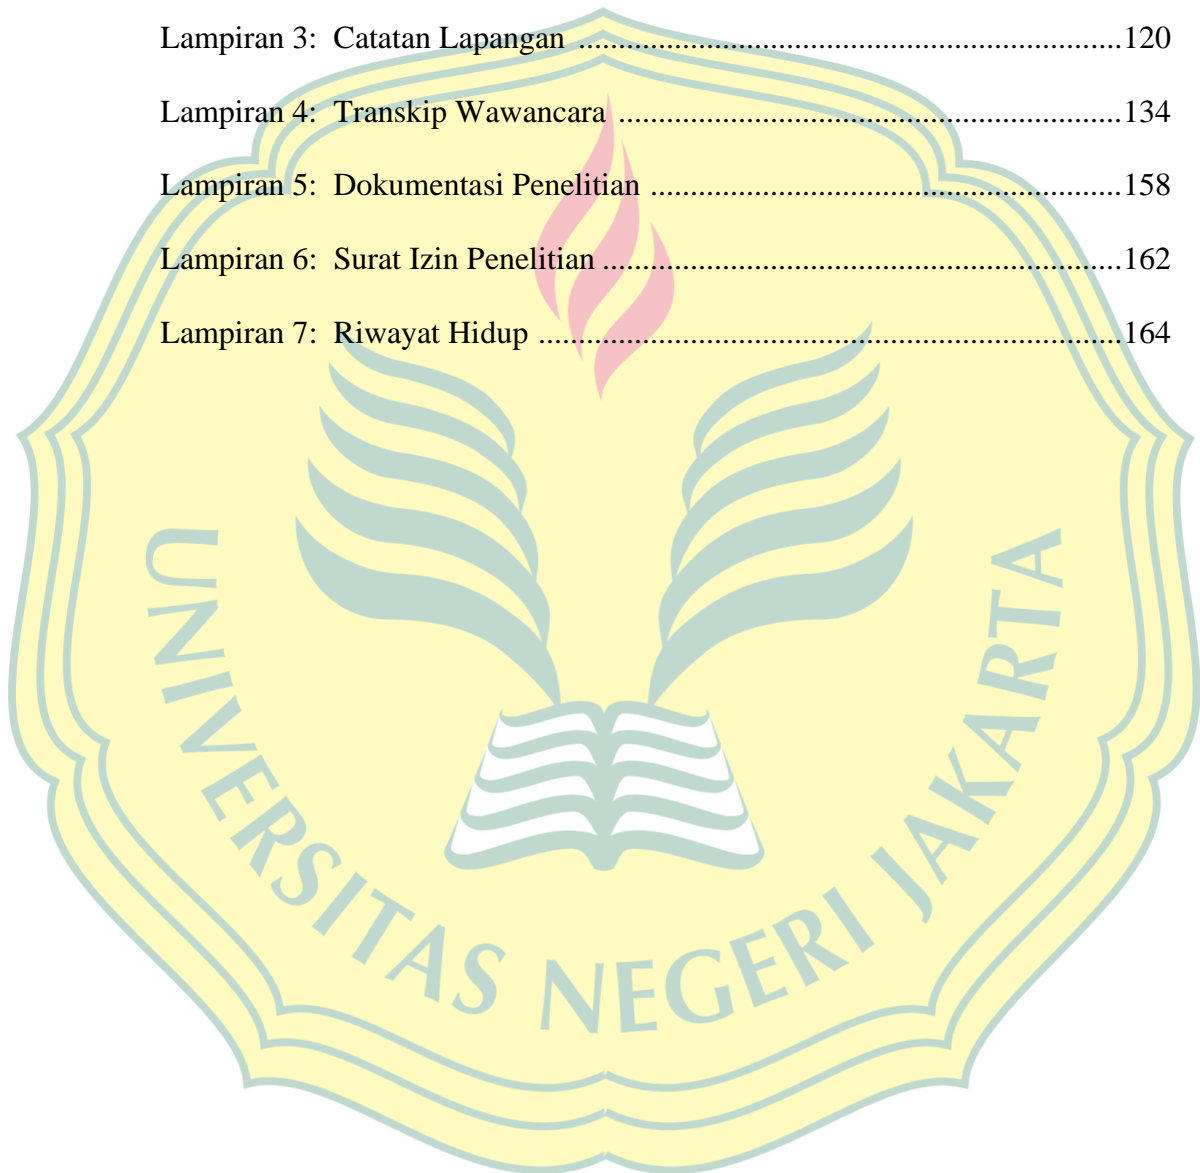 Lampiran 3: Catatan Lapangan ....................................................................120
Lampiran 4: Transkip Wawancara ...............................................................134
Lampiran 5: Dokumentasi Penelitian ...........................................................158
Lampiran 6: Surat Izin Penelitian .................................................................162
Lampiran 7: Riwayat Hidup .........................................................................164
UNIVERSITAS NEGERI JAKARTA